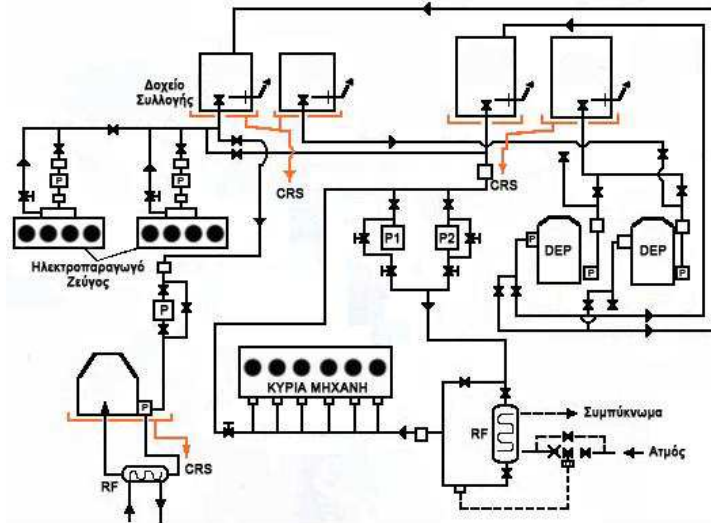 Δοχείο
Συλλογής
CRS
CRS
P
P
P1
P2
DEP
DEP
P
P
P
Ηλεκτροπαραγωγό
Ζεύγος
P
P
ΚΥΡΙΑ ΜΗΧΑΝΗ
Συμπύκνωμα
RF
Ατμός
CRS
RF